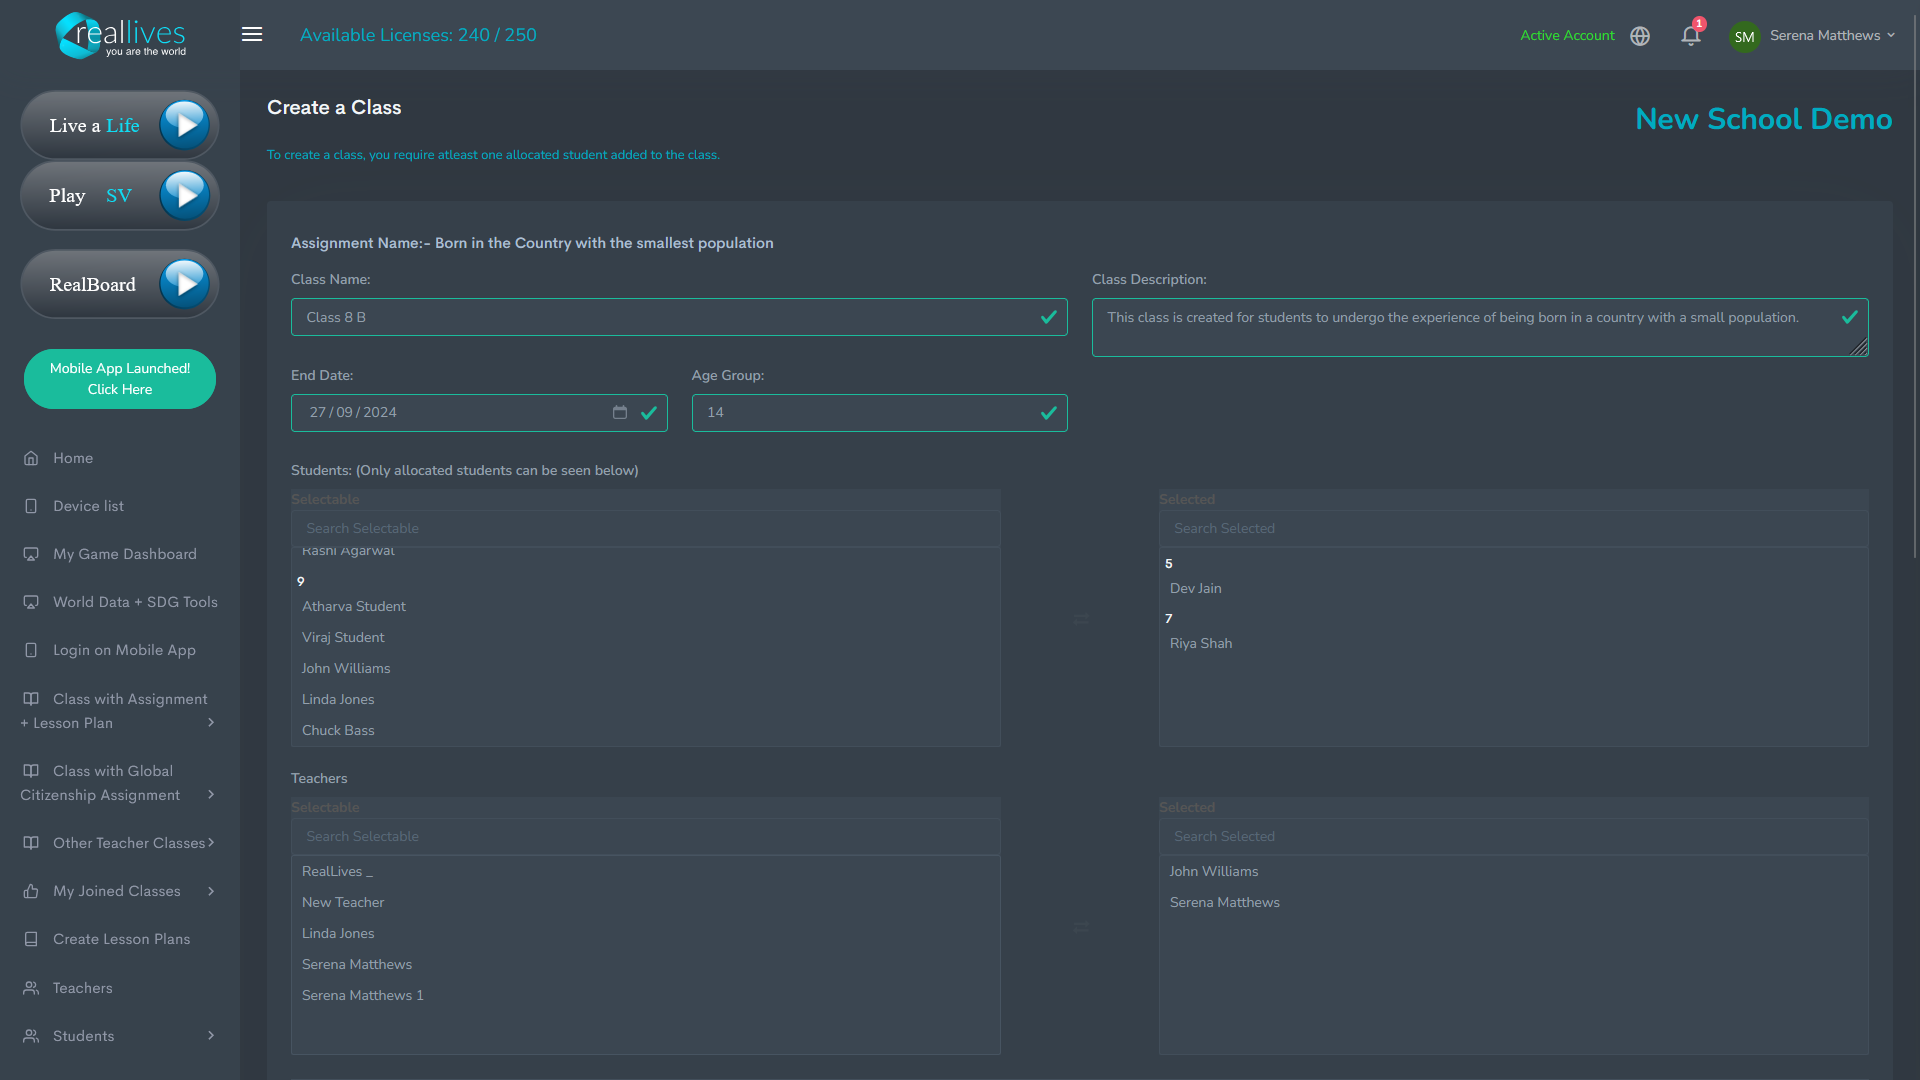 reallives
you are the world
Available Licenses: 240 / 250
Active Account
1
SM
Serena Matthews
Live a Life
Play SV
RealBoard
Mobile App Launched!
Click Here
Home
Device list
My Game Dashboard
World Data + SDG Tools
Login on Mobile App
Class with Assignment
+ Lesson Plan
Class with Global
Citizenship Assignment
Other Teacher Classes
My Joined Classes
Create Lesson Plans
Teachers
Students
Create a Class
New School Demo
To create a class, you require atleast one allocated student added to the class.
Assignment Name:- Born in the Country with the smallest population
Class Name:
Class 8 B
Class Description:
This class is created for students to undergo the experience of being born in a country with a small population.
End Date:
27 / 09 / 2024
Age Group:
14
Students: (Only allocated students can be seen below)
Selectable
Search Selectable
Rashi Agarwal
9
Atharva Student
Viraj Student
John Williams
Linda Jones
Chuck Bass
Selected
Search Selected
5
Dev Jain
7
Riya Shah
Teachers
Selectable
Search Selectable
RealLives _
New Teacher
Linda Jones
Serena Matthews
Serena Matthews 1
Selected
Search Selected
John Williams
Serena Matthews